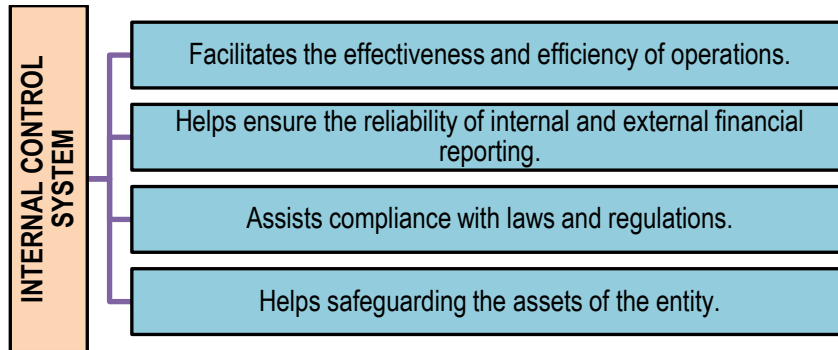 INTERNAL CONTROL
SYSTEM
Facilitates the effectiveness and efficiency of operations.
Helps ensure the reliability of internal and external financial
reporting.
Assists compliance with laws and regulations.
Helps safeguarding the assets of the entity.